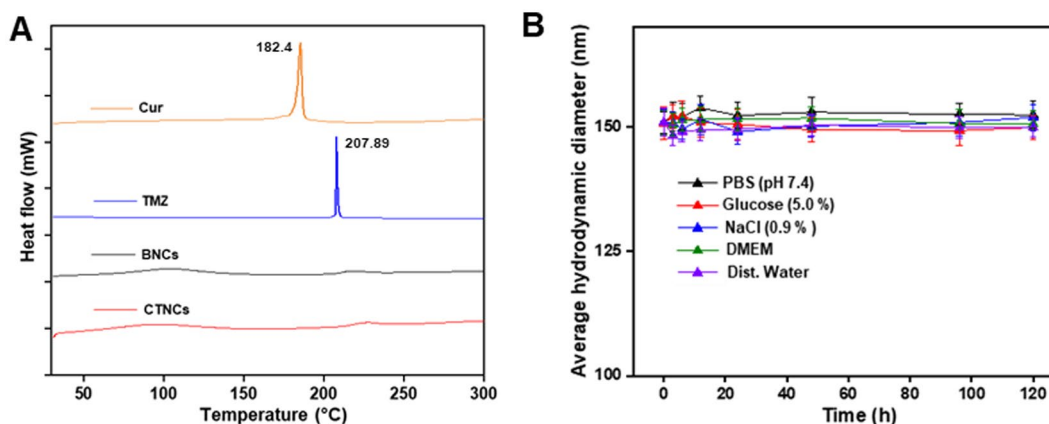 A
Heat flow (mW)
182.4
Cur
207.89
TMZ
BNCs
CTNCs
50 100 150 200 250 300
Temperature (°C)
B
Average hydrodynamic diameter (nm)
150
125
100
PBS (pH 7.4)
Glucose (5.0 %)
NaCl (0.9 % )
DMEM
Dist. Water
0 20 40 60 80 100 120
Time (h)